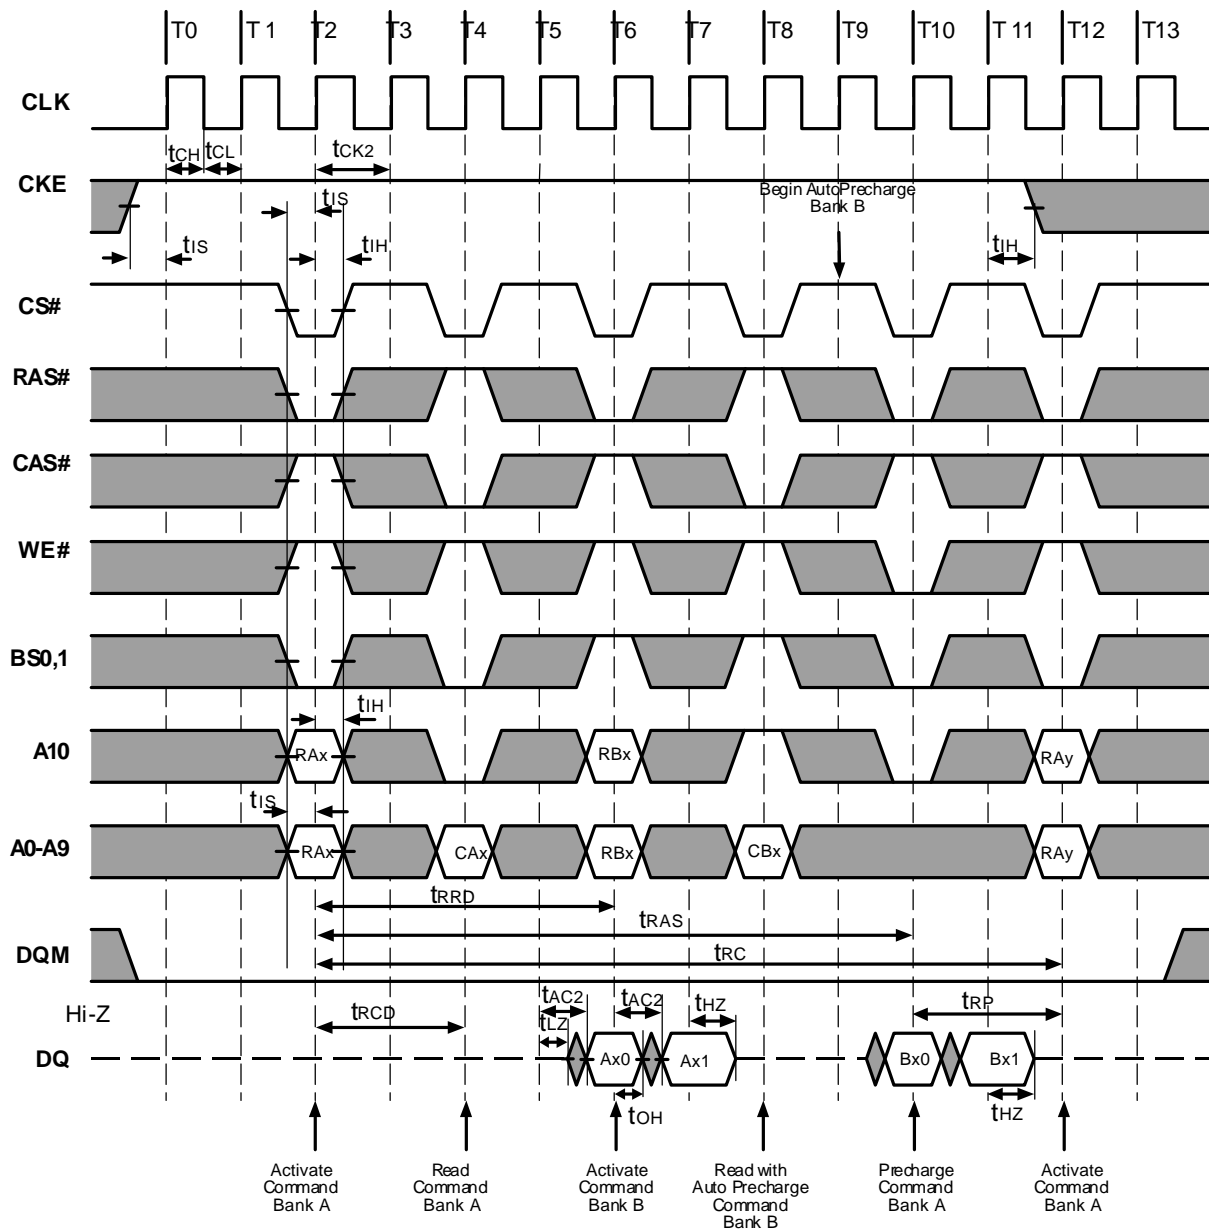 T0 T1 T2 T3 T4 T5 T6 T7 T8 T9 T10 T11 T12 T13
CLK
tCH tCL tCK2
CKE
Begin AutoPrecharge
Bank B
tIS
tIS tIH tIH
CS#
RAS#
CAS#
WE#
BS0,1
tIH
A10 RAx RBx RAy
tIS
A0-A9 RAx CAx RBx CBx RAy
tRRD
tRAS
DQM tRC
Hi-Z tRCD tAC2 tAC2 tHZ tRP
tLZ
DQ Ax0 Ax1 Bx0 Bx1
tOH tHZ
Activate
Command
Bank A
Read
Command
Bank A
Activate
Command
Bank B
Read with
Auto Precharge
Command
Bank B
Precharge
Command
Bank A
Activate
Command
Bank A